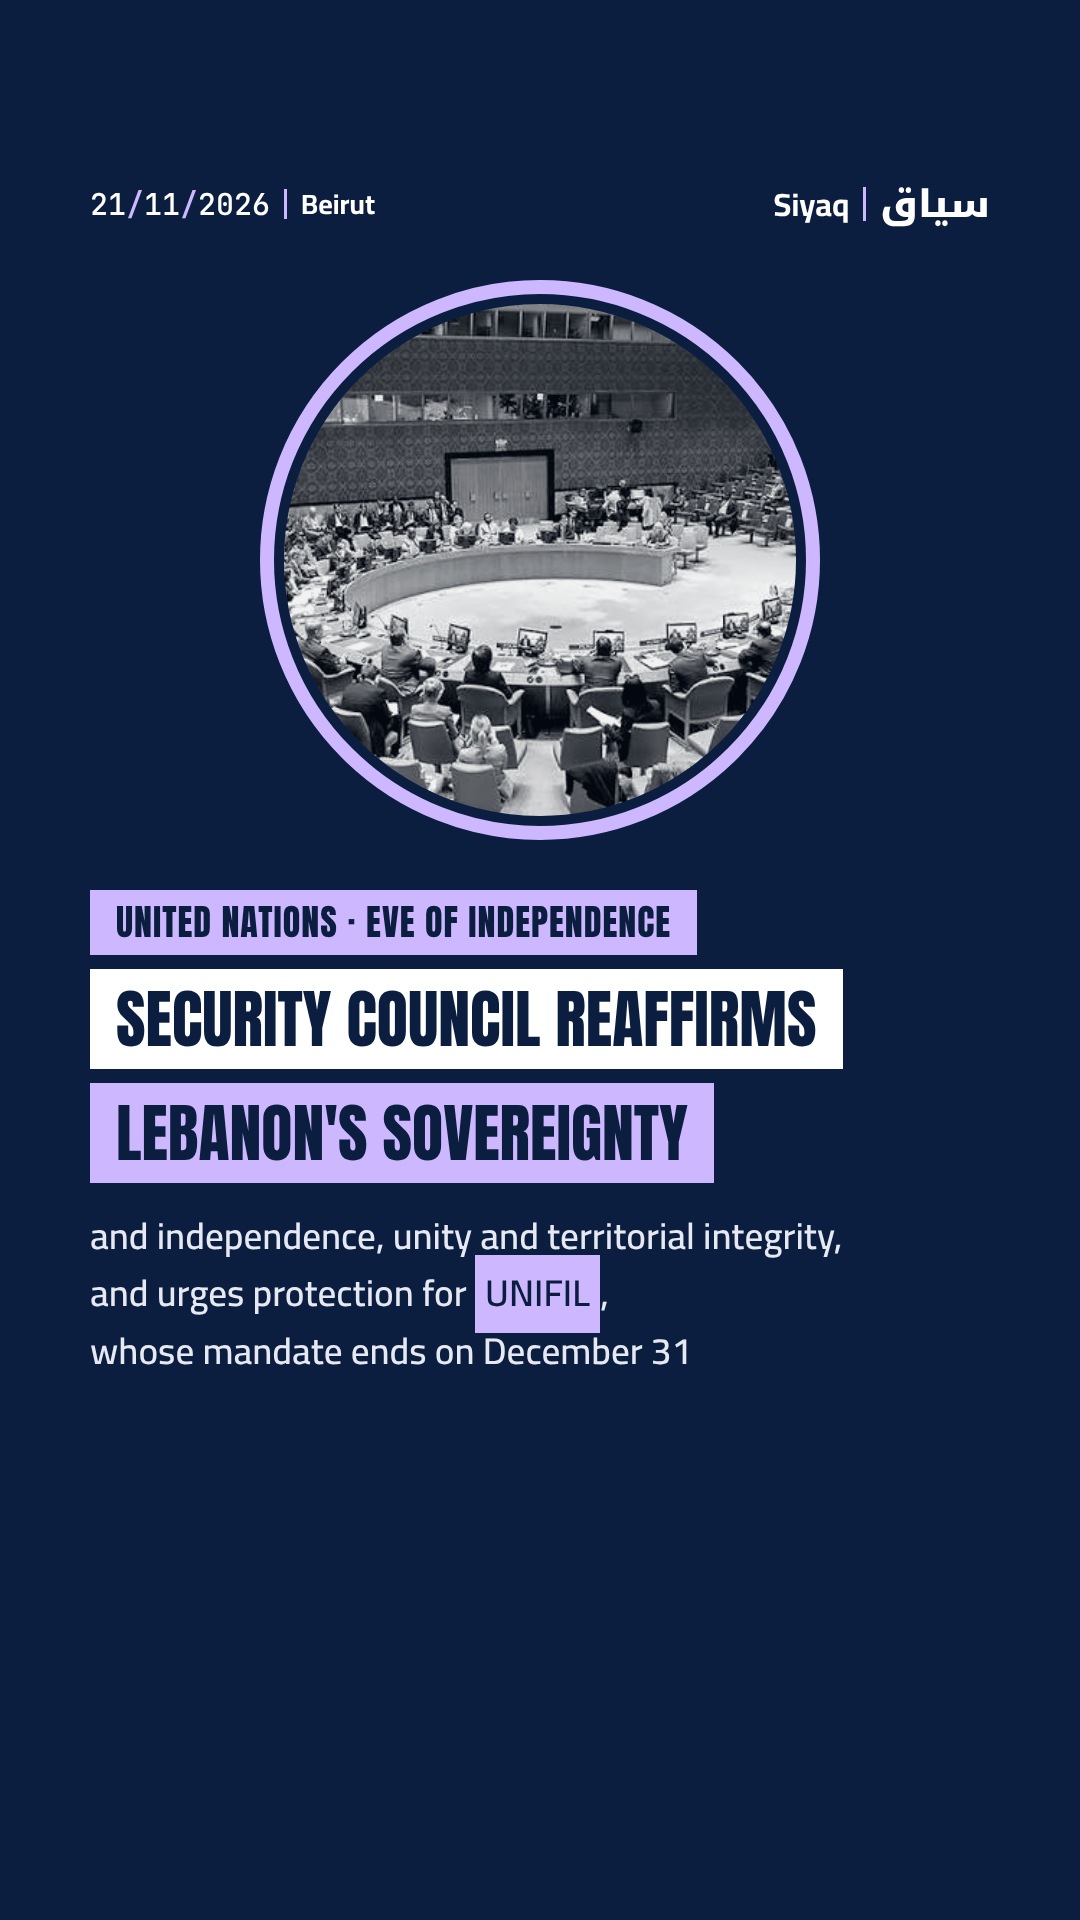 21/11/2026 | Beirut
Siyaq | سياق
UNITED NATIONS · EVE OF INDEPENDENCE
SECURITY COUNCIL REAFFIRMS
LEBANON'S SOVEREIGNTY
and independence, unity and territorial integrity,
and urges protection for UNIFIL,
whose mandate ends on December 31